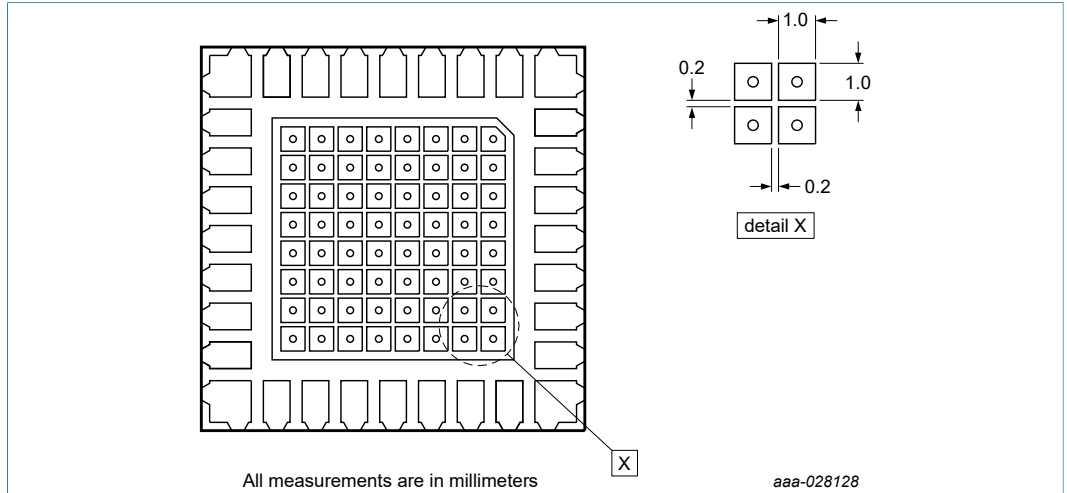 1.0
0.2
1.0
0.2
detail X
X
All measurements are in millimeters
aaa-028128